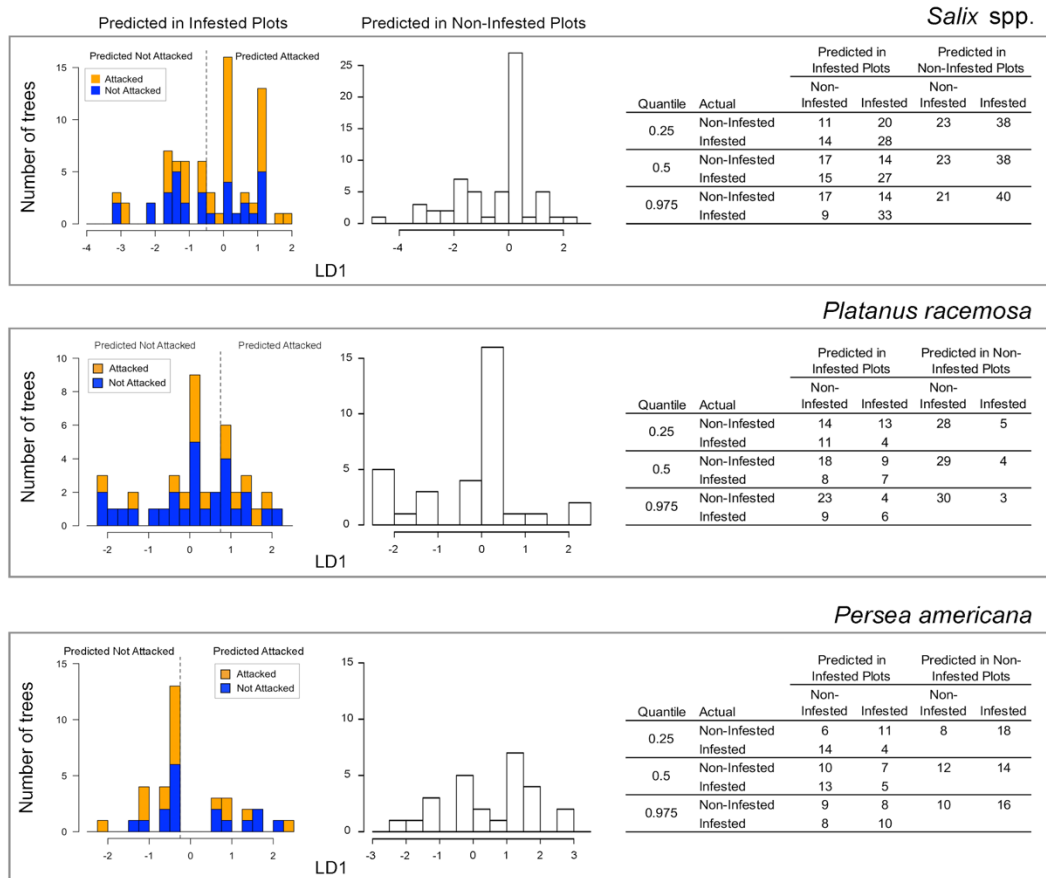 Salix spp.
Predicted in Infested Plots
Predicted in Non-Infested Plots
Predicted Not Attacked
Predicted Attacked
Attacked
Not Attacked
Number of trees
15
10
5
0
-4 -3 -2 -1 0 1 2
25
20
15
10
5
0
-4 -2 0 2
LD1
Predicted in Infested Plots
Predicted in Non-Infested Plots
Quantile Actual Non-Infested Infested Non-Infested Infested
0.25 Non-Infested 11 20 23 38
Infested 14 28
0.5 Non-Infested 17 14 23 38
Infested 15 27
0.975 Non-Infested 17 14 21 40
Infested 9 33
Platanus racemosa
Predicted Not Attacked
Predicted Attacked
Attacked
Not Attacked
Number of trees
10
8
6
4
2
0
-2 -1 0 1 2
15
10
5
0
-2 -1 0 1 2
LD1
Predicted in Infested Plots
Predicted in Non-Infested Plots
Quantile Actual Non-Infested Infested Non-Infested Infested
0.25 Non-Infested 14 13 28 5
Infested 11 4
0.5 Non-Infested 18 9 29 4
Infested 8 7
0.975 Non-Infested 23 4 30 3
Infested 9 6
Persea americana
Predicted Not Attacked
Predicted Attacked
Attacked
Not Attacked
Number of trees
15
10
5
0
-2 -1 0 1 2
15
10
5
0
-3 -2 -1 0 1 2 3
LD1
Predicted in Infested Plots
Predicted in Non-Infested Plots
Quantile Actual Non-Infested Infested Non-Infested Infested
0.25 Non-Infested 6 11 8 18
Infested 14 4
0.5 Non-Infested 10 7 12 14
Infested 13 5
0.975 Non-Infested 9 8 10 16
Infested 8 10